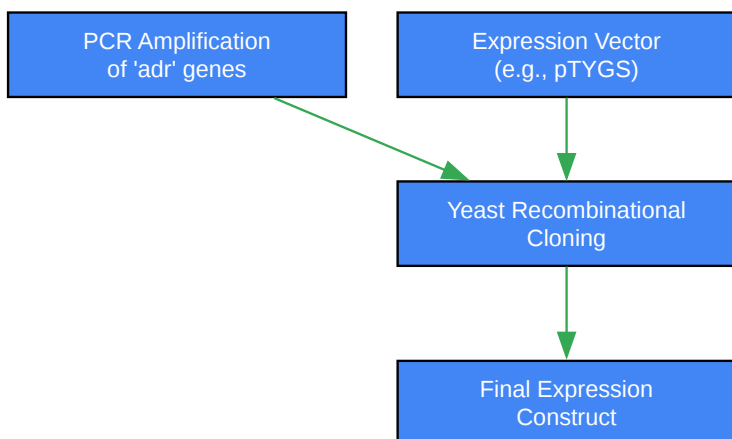 PCR Amplification
of 'adr' genes
Expression Vector
(e.g., pTYGS)
Yeast Recombinational
Cloning
Final Expression
Construct